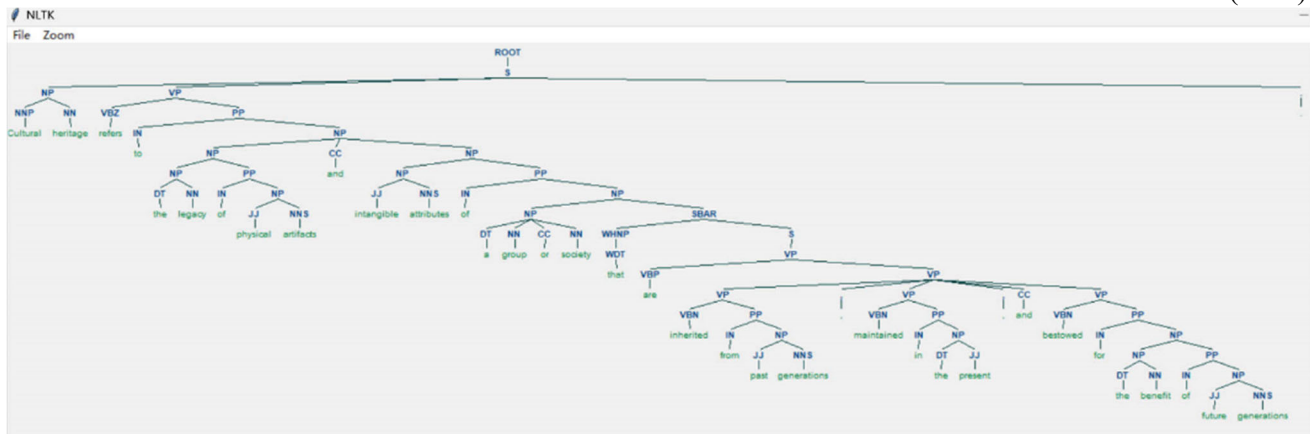 NLTK
File Zoom
ROOT
S
NP VP
NNP NN VBZ PP
Cultural heritage refers IN NP
to NP CC NP
NP PP and NP PP
DT NN IN NP JJ NNS IN NP
the legacy of JJ NNS intangible attributes of NP SBAR
physical artifacts DT NN CC NN WHNP S
a group or society WDT VP
that VBP VP
are VP , VP , CC VP
VBN PP VBN PP and VBN PP
inherited IN NP maintained IN NP bestowed IN NP
from JJ NNS in DT JJ for NP PP
past generations the present DT NN IN NP
the benefit of JJ NNS
future generations